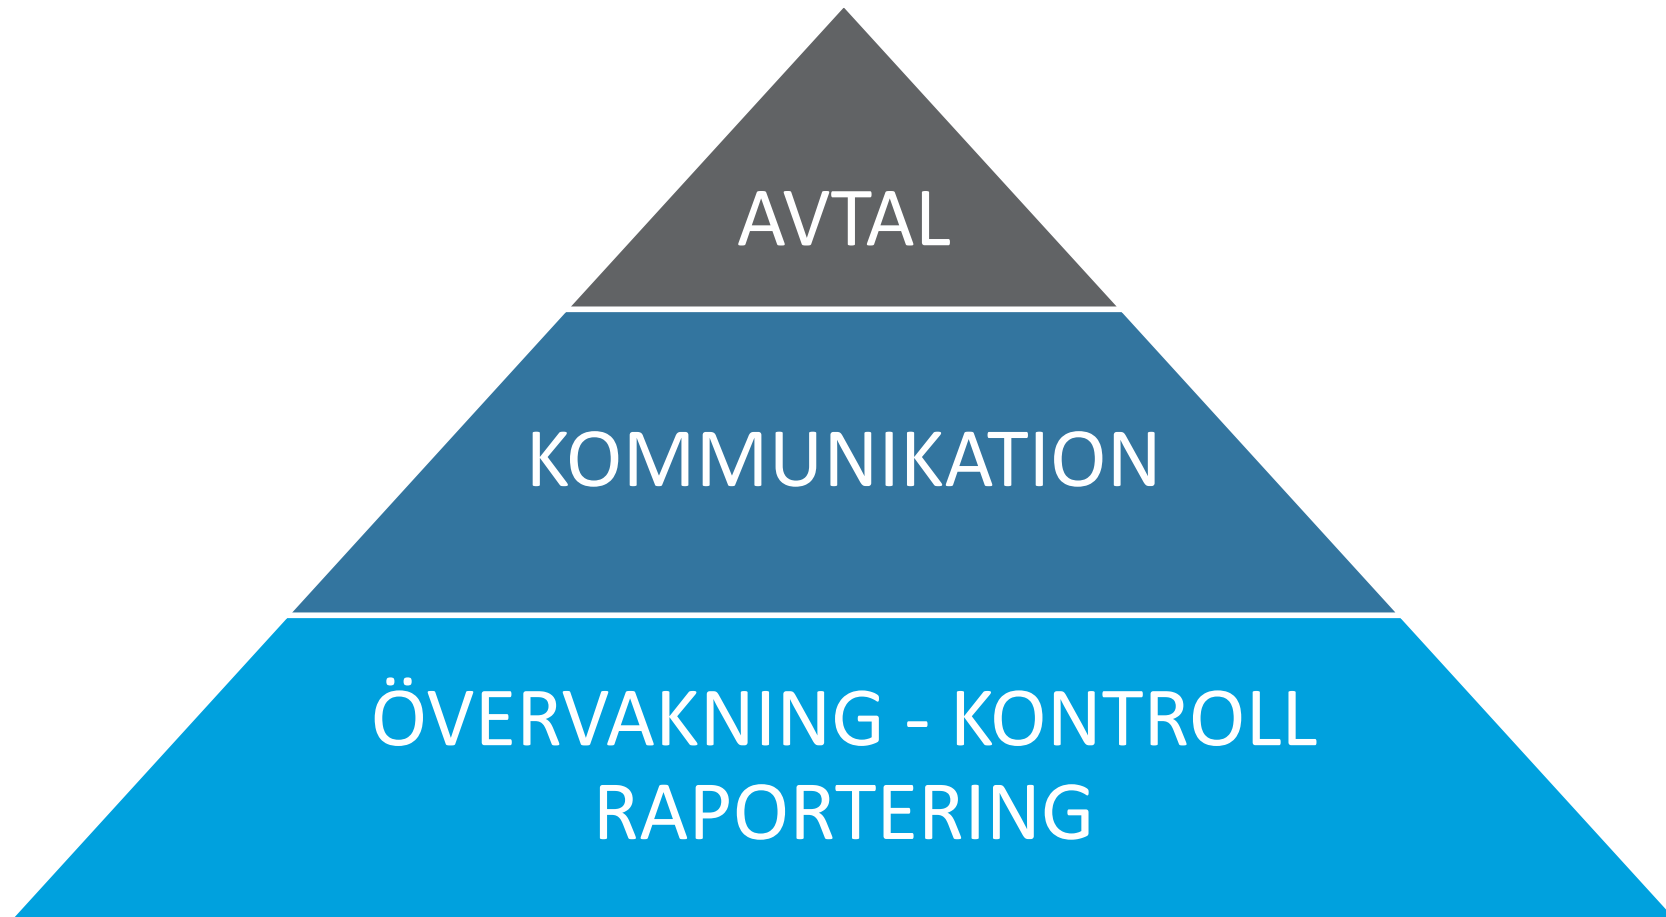 AVTAL
KOMMUNIKATION
ÖVERVAKNING - KONTROLL
RAPORTERING